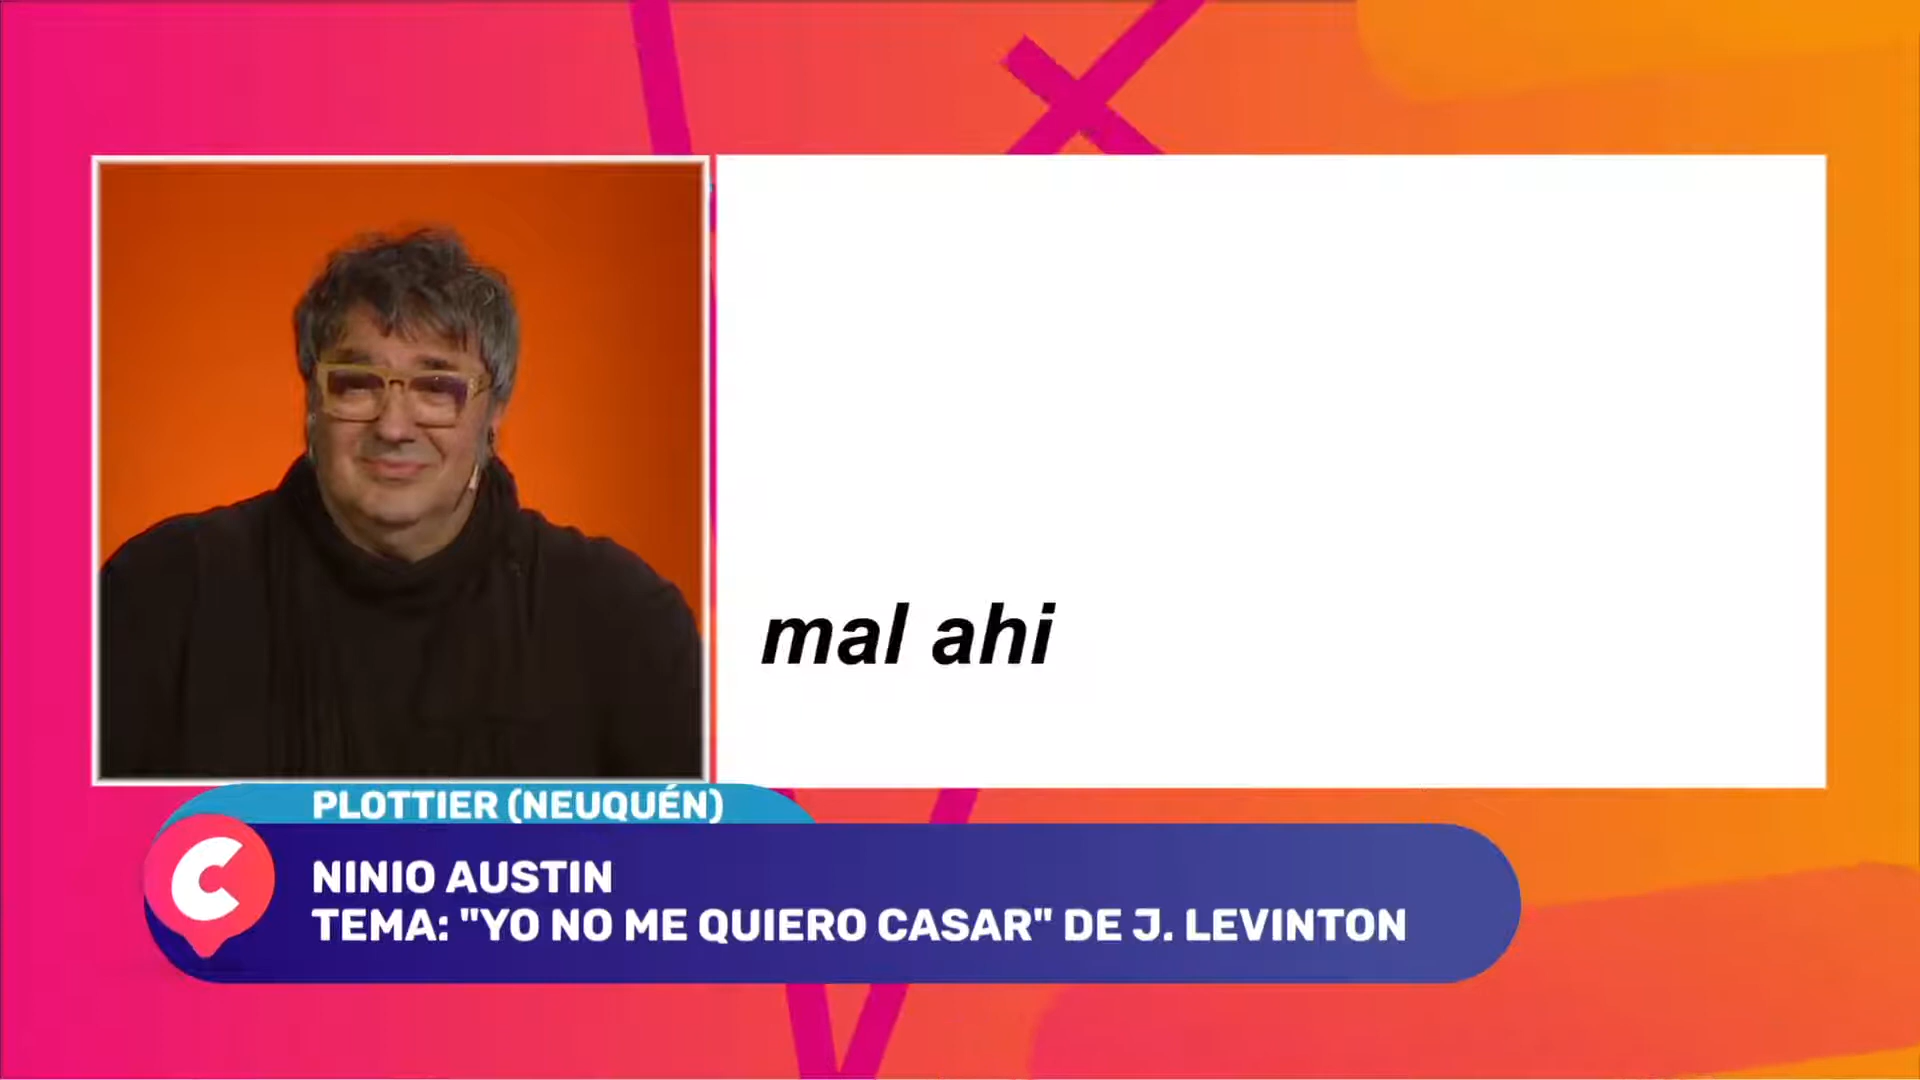 mal ahi
PLOTTIER (NEUQUÉN)
C
NINIO AUSTIN
TEMA: "YO NO ME QUIERO CASAR" DE J. LEVINTON